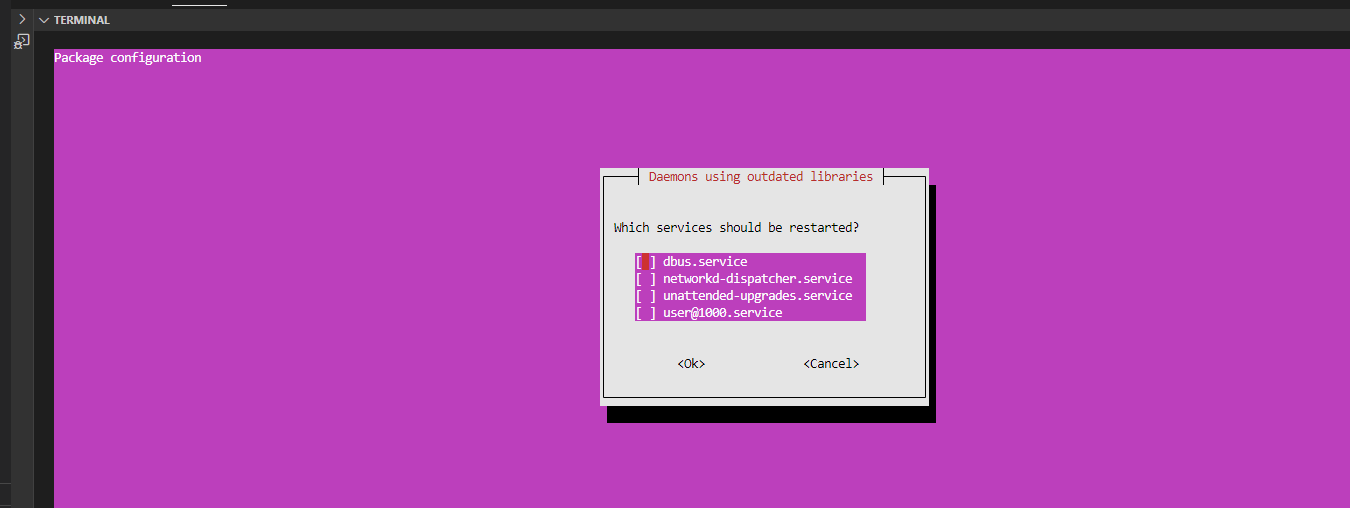 TERMINAL
Package configuration
Daemons using outdated libraries
Which services should be restarted?
[ ] dbus.service
[ ] networkd-dispatcher.service
[ ] unattended-upgrades.service
[ ] user@1000.service
<Ok> <Cancel>